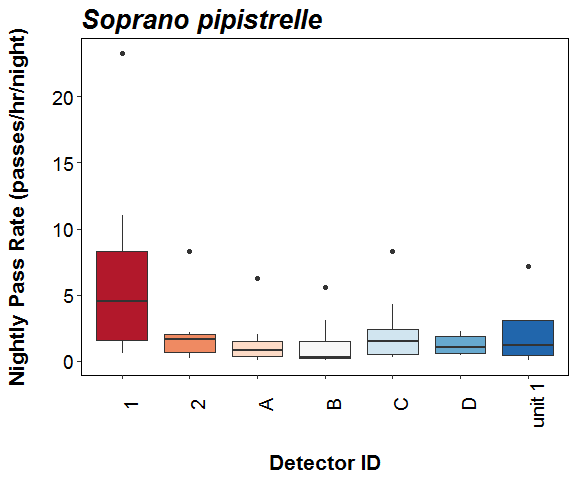 Soprano pipistrelle
Nightly Pass Rate (passes/hr/night)
20
15
10
5
0
1
2
A
B
C
D
unit 1
Detector ID